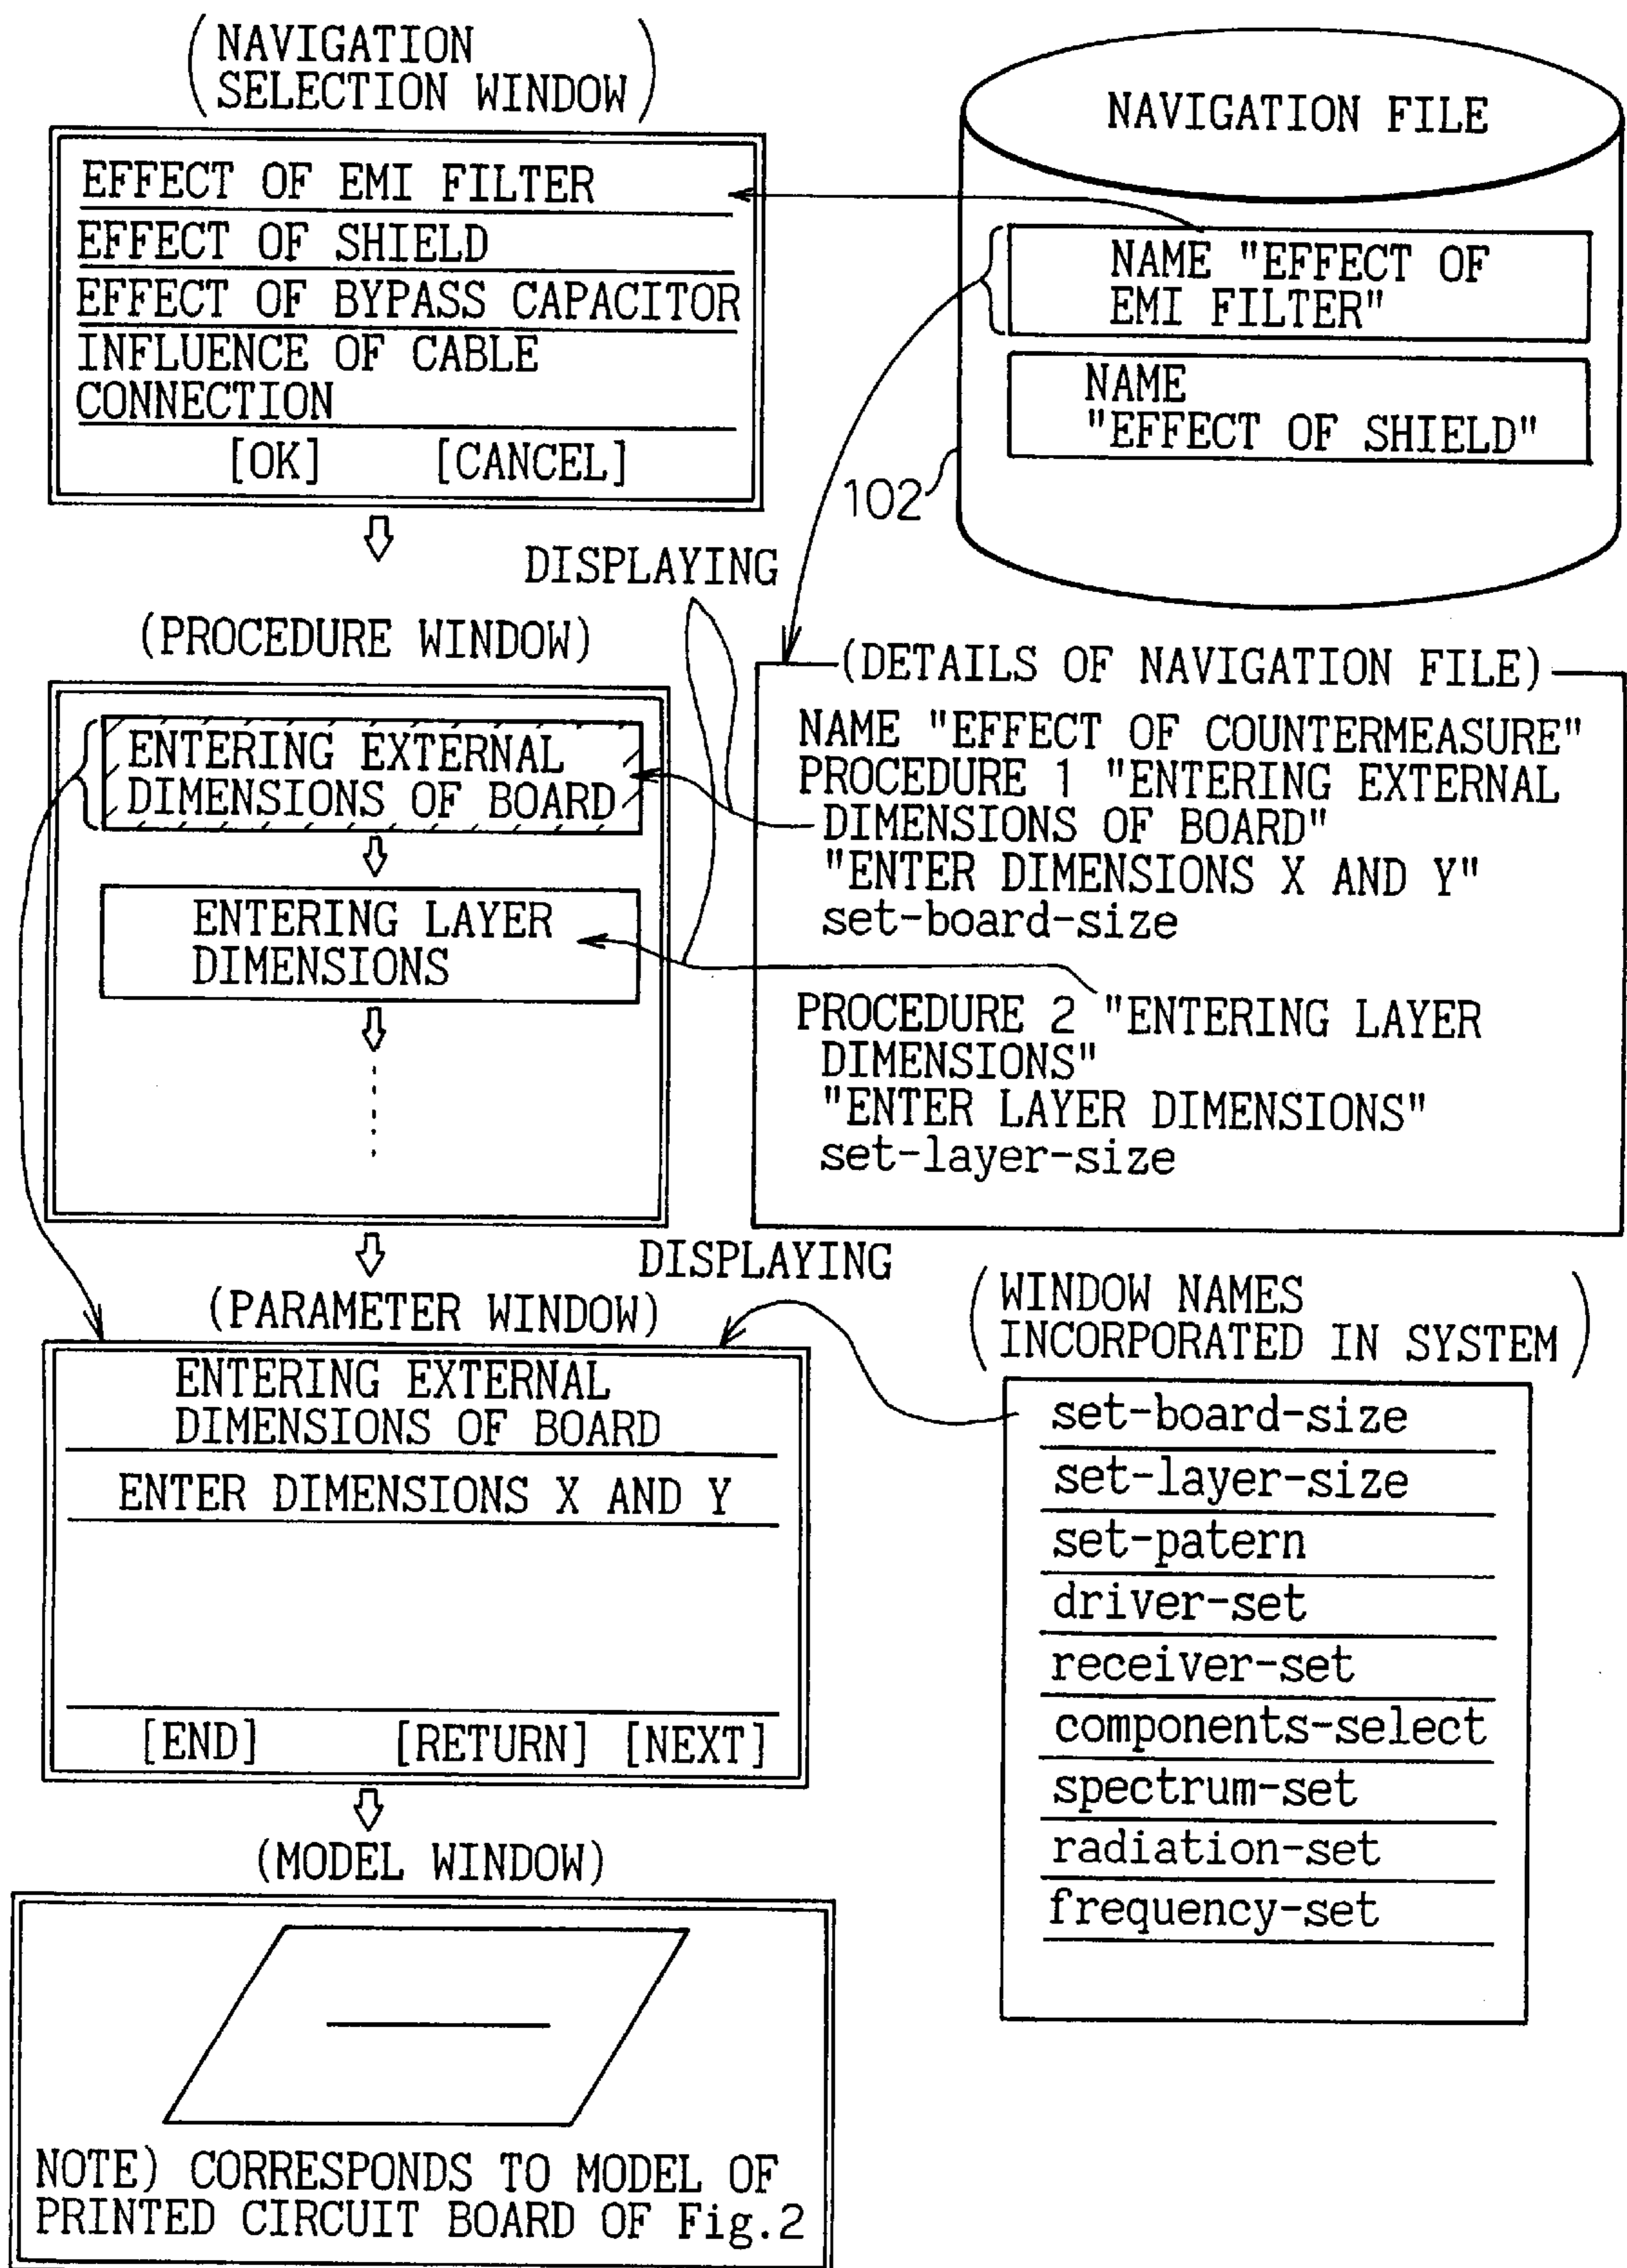 (NAVIGATION
SELECTION WINDOW)
EFFECT OF EMI FILTER
EFFECT OF SHIELD
EFFECT OF BYPASS CAPACITOR
INFLUENCE OF CABLE
CONNECTION
[OK] [CANCEL]
NAVIGATION FILE
NAME "EFFECT OF
EMI FILTER"
NAME
"EFFECT OF SHIELD"
102
DISPLAYING
(PROCEDURE WINDOW)
ENTERING EXTERNAL
DIMENSIONS OF BOARD
ENTERING LAYER
DIMENSIONS
(DETAILS OF NAVIGATION FILE)
NAME "EFFECT OF COUNTERMEASURE"
PROCEDURE 1 "ENTERING EXTERNAL
DIMENSIONS OF BOARD"
"ENTER DIMENSIONS X AND Y"
set-board-size
PROCEDURE 2 "ENTERING LAYER
DIMENSIONS"
"ENTER LAYER DIMENSIONS"
set-layer-size
DISPLAYING
(PARAMETER WINDOW)
ENTERING EXTERNAL
DIMENSIONS OF BOARD
ENTER DIMENSIONS X AND Y
[END] [RETURN] [NEXT]
(WINDOW NAMES
INCORPORATED IN SYSTEM)
set-board-size
set-layer-size
set-patern
driver-set
receiver-set
components-select
spectrum-set
radiation-set
frequency-set
(MODEL WINDOW)
NOTE) CORRESPONDS TO MODEL OF
PRINTED CIRCUIT BOARD OF Fig.2